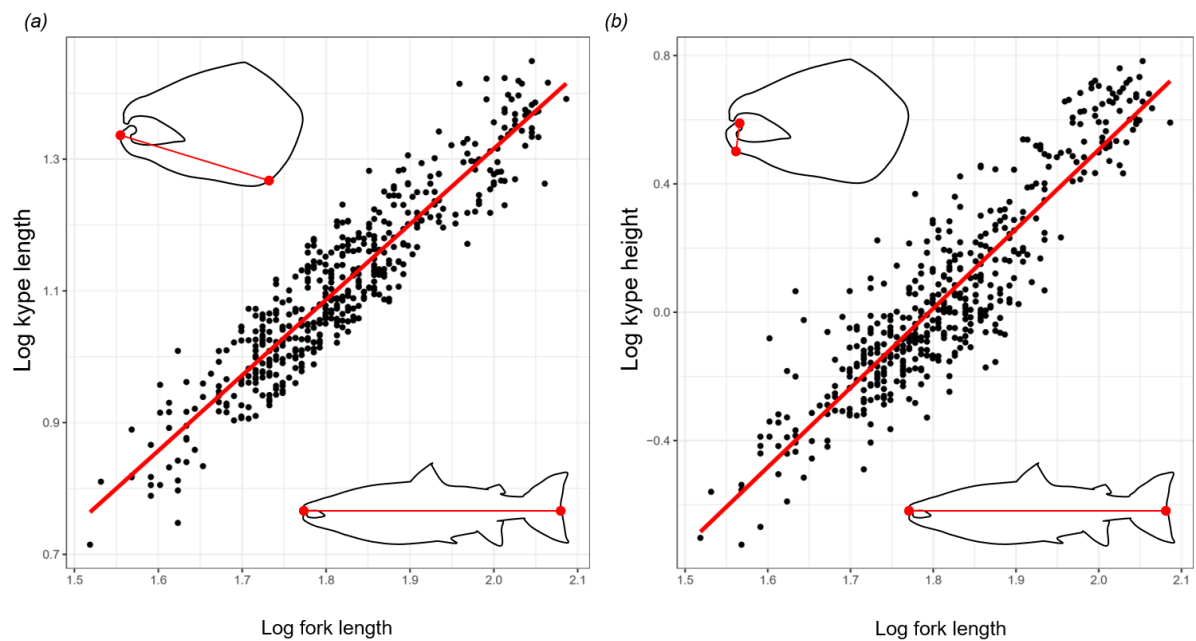 (a)
(b)
Log kype length
1.3
1.1
0.9
0.7
1.5 1.6 1.7 1.8 1.9 2.0 2.1
Log fork length
Log kype height
0.8
0.4
0.0
−0.4
1.5 1.6 1.7 1.8 1.9 2.0 2.1
Log fork length